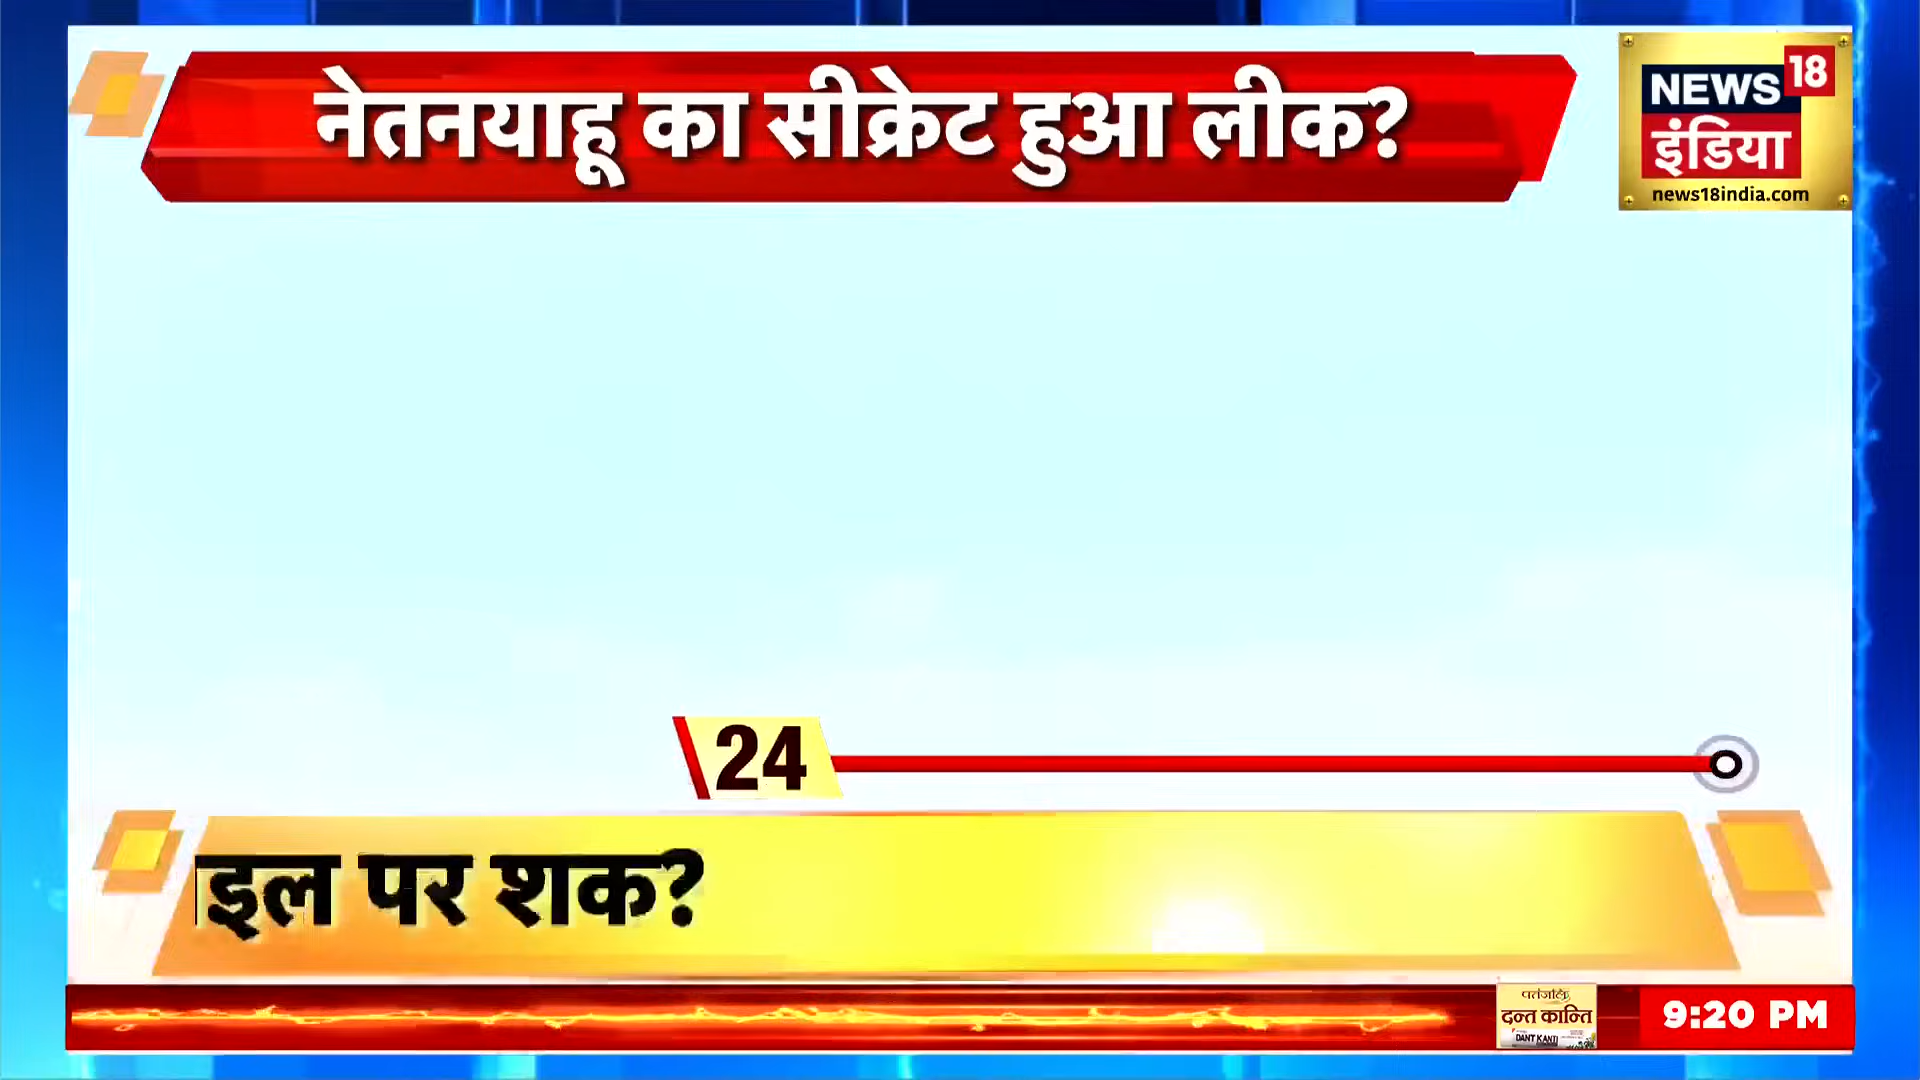 नेतनयाहू का सीक्रेट हुआ लीक?
NEWS 18
इंडिया
news18india.com
24
इल पर शक?
पतंजलि
दन्त कान्ति
DANT KANTI
9:20 PM